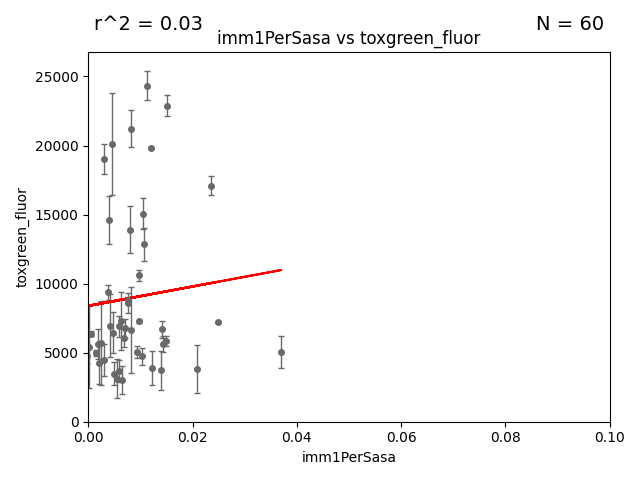 r^2 = 0.03
N = 60
imm1PerSasa vs toxgreen_fluor
toxgreen_fluor
25000
20000
15000
10000
5000
0
0.00
0.02
0.04
0.06
0.08
0.10
imm1PerSasa